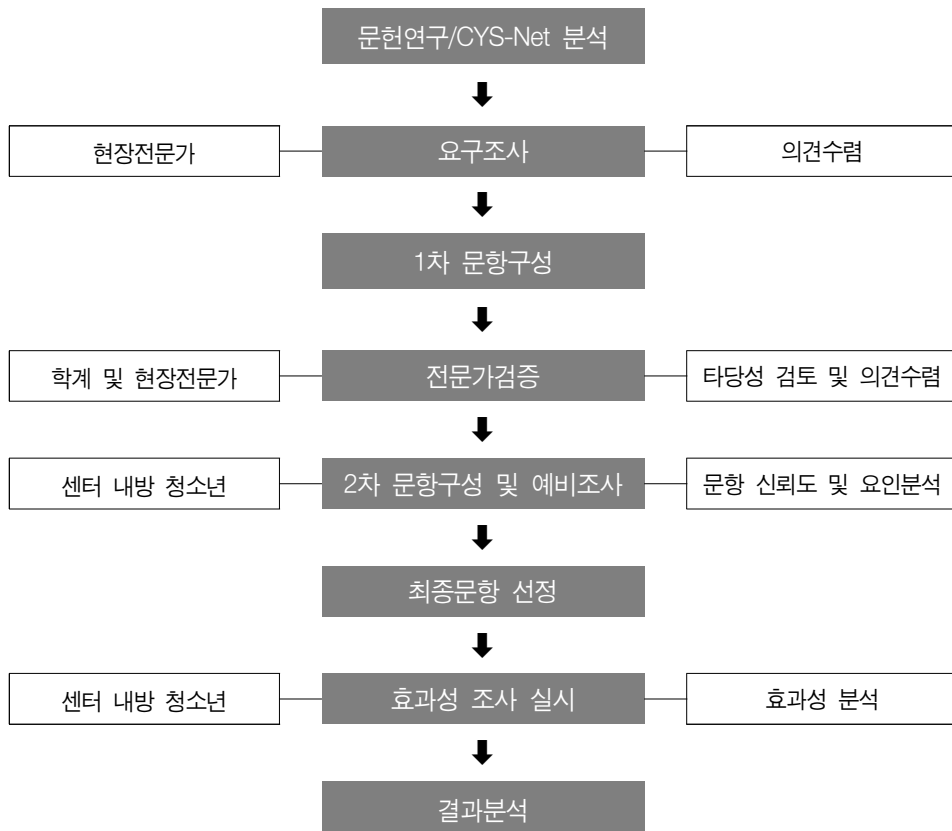 문헌연구/CYS-Net 분석
현장전문가
요구조사
의견수렴
1차 문항구성
학계 및 현장전문가
전문가검증
타당성 검토 및 의견수렴
센터 내방 청소년
2차 문항구성 및 예비조사
문항 신뢰도 및 요인분석
최종문항 선정
센터 내방 청소년
효과성 조사 실시
효과성 분석
결과분석